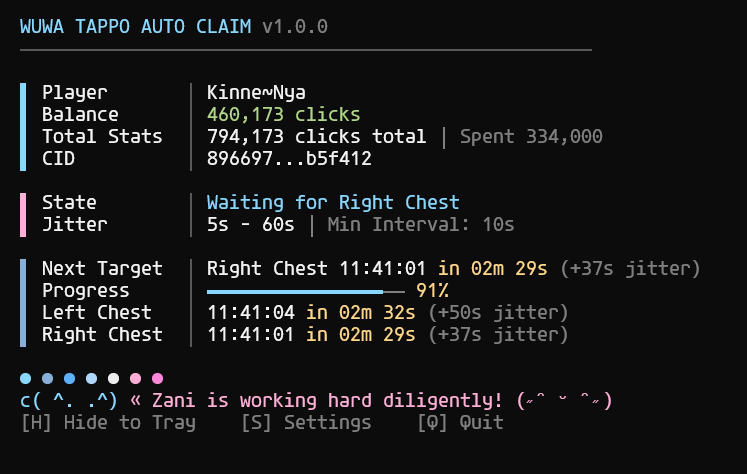 WUWA TAPPO AUTO CLAIM v1.0.0
Player │ Kinne~Nya
Balance │ 460,173 clicks
Total Stats │ 794,173 clicks total │ Spent 334,000
CID │ 896697...b5f412
State │ Waiting for Right Chest
Jitter │ 5s - 60s │ Min Interval: 10s
Next Target │ Right Chest 11:41:01 in 02m 29s (+37s jitter)
Progress │ 91%
Left Chest │ 11:41:04 in 02m 32s (+50s jitter)
Right Chest │ 11:41:01 in 02m 29s (+37s jitter)
c( ^. .^) « Zani is working hard diligently! (˶ˆ ᵕ ˆ˶)
[H] Hide to Tray [S] Settings [Q] Quit